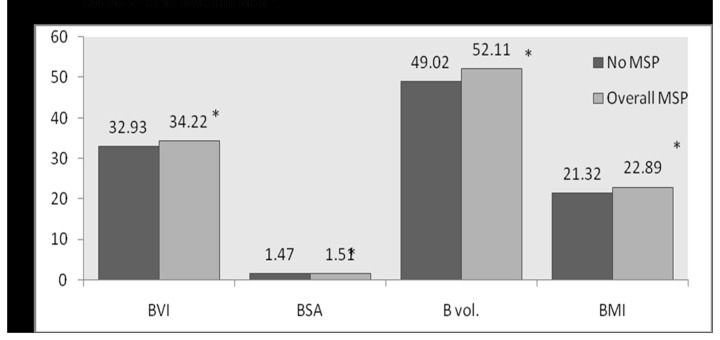 60
50
40
30
20
10
0
32.93
34.22 *
1.47
1.51*
49.02
52.11 *
21.32
22.89 *
No MSP
Overall MSP
BVI
BSA
B vol.
BMI